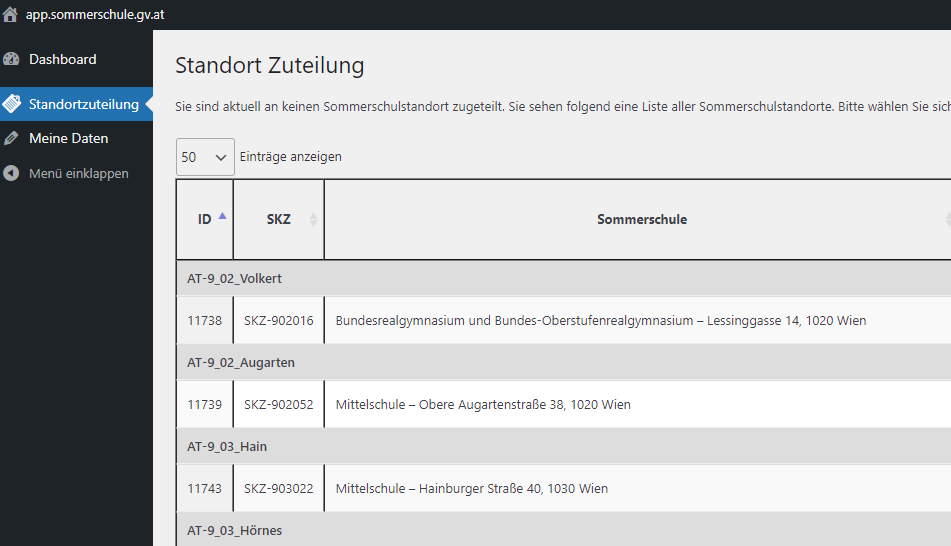 app.sommerschule.gv.at
Dashboard
Standortzuteilung
Meine Daten
Menü einklappen
Standort Zuteilung
Sie sind aktuell an keinen Sommerschulstandort zugeteilt. Sie sehen folgend eine Liste aller Sommerschulstandorte. Bitte wählen Sie sich
50 Einträge anzeigen
ID SKZ Sommerschule
AT-9_02_Volkert
11738 SKZ-902016 Bundesrealgymnasium und Bundes-Oberstufenrealgymnasium – Lessinggasse 14, 1020 Wien
AT-9_02_Augarten
11739 SKZ-902052 Mittelschule – Obere Augartenstraße 38, 1020 Wien
AT-9_03_Hain
11743 SKZ-903022 Mittelschule – Hainburger Straße 40, 1030 Wien
AT-9_03_Hörnes